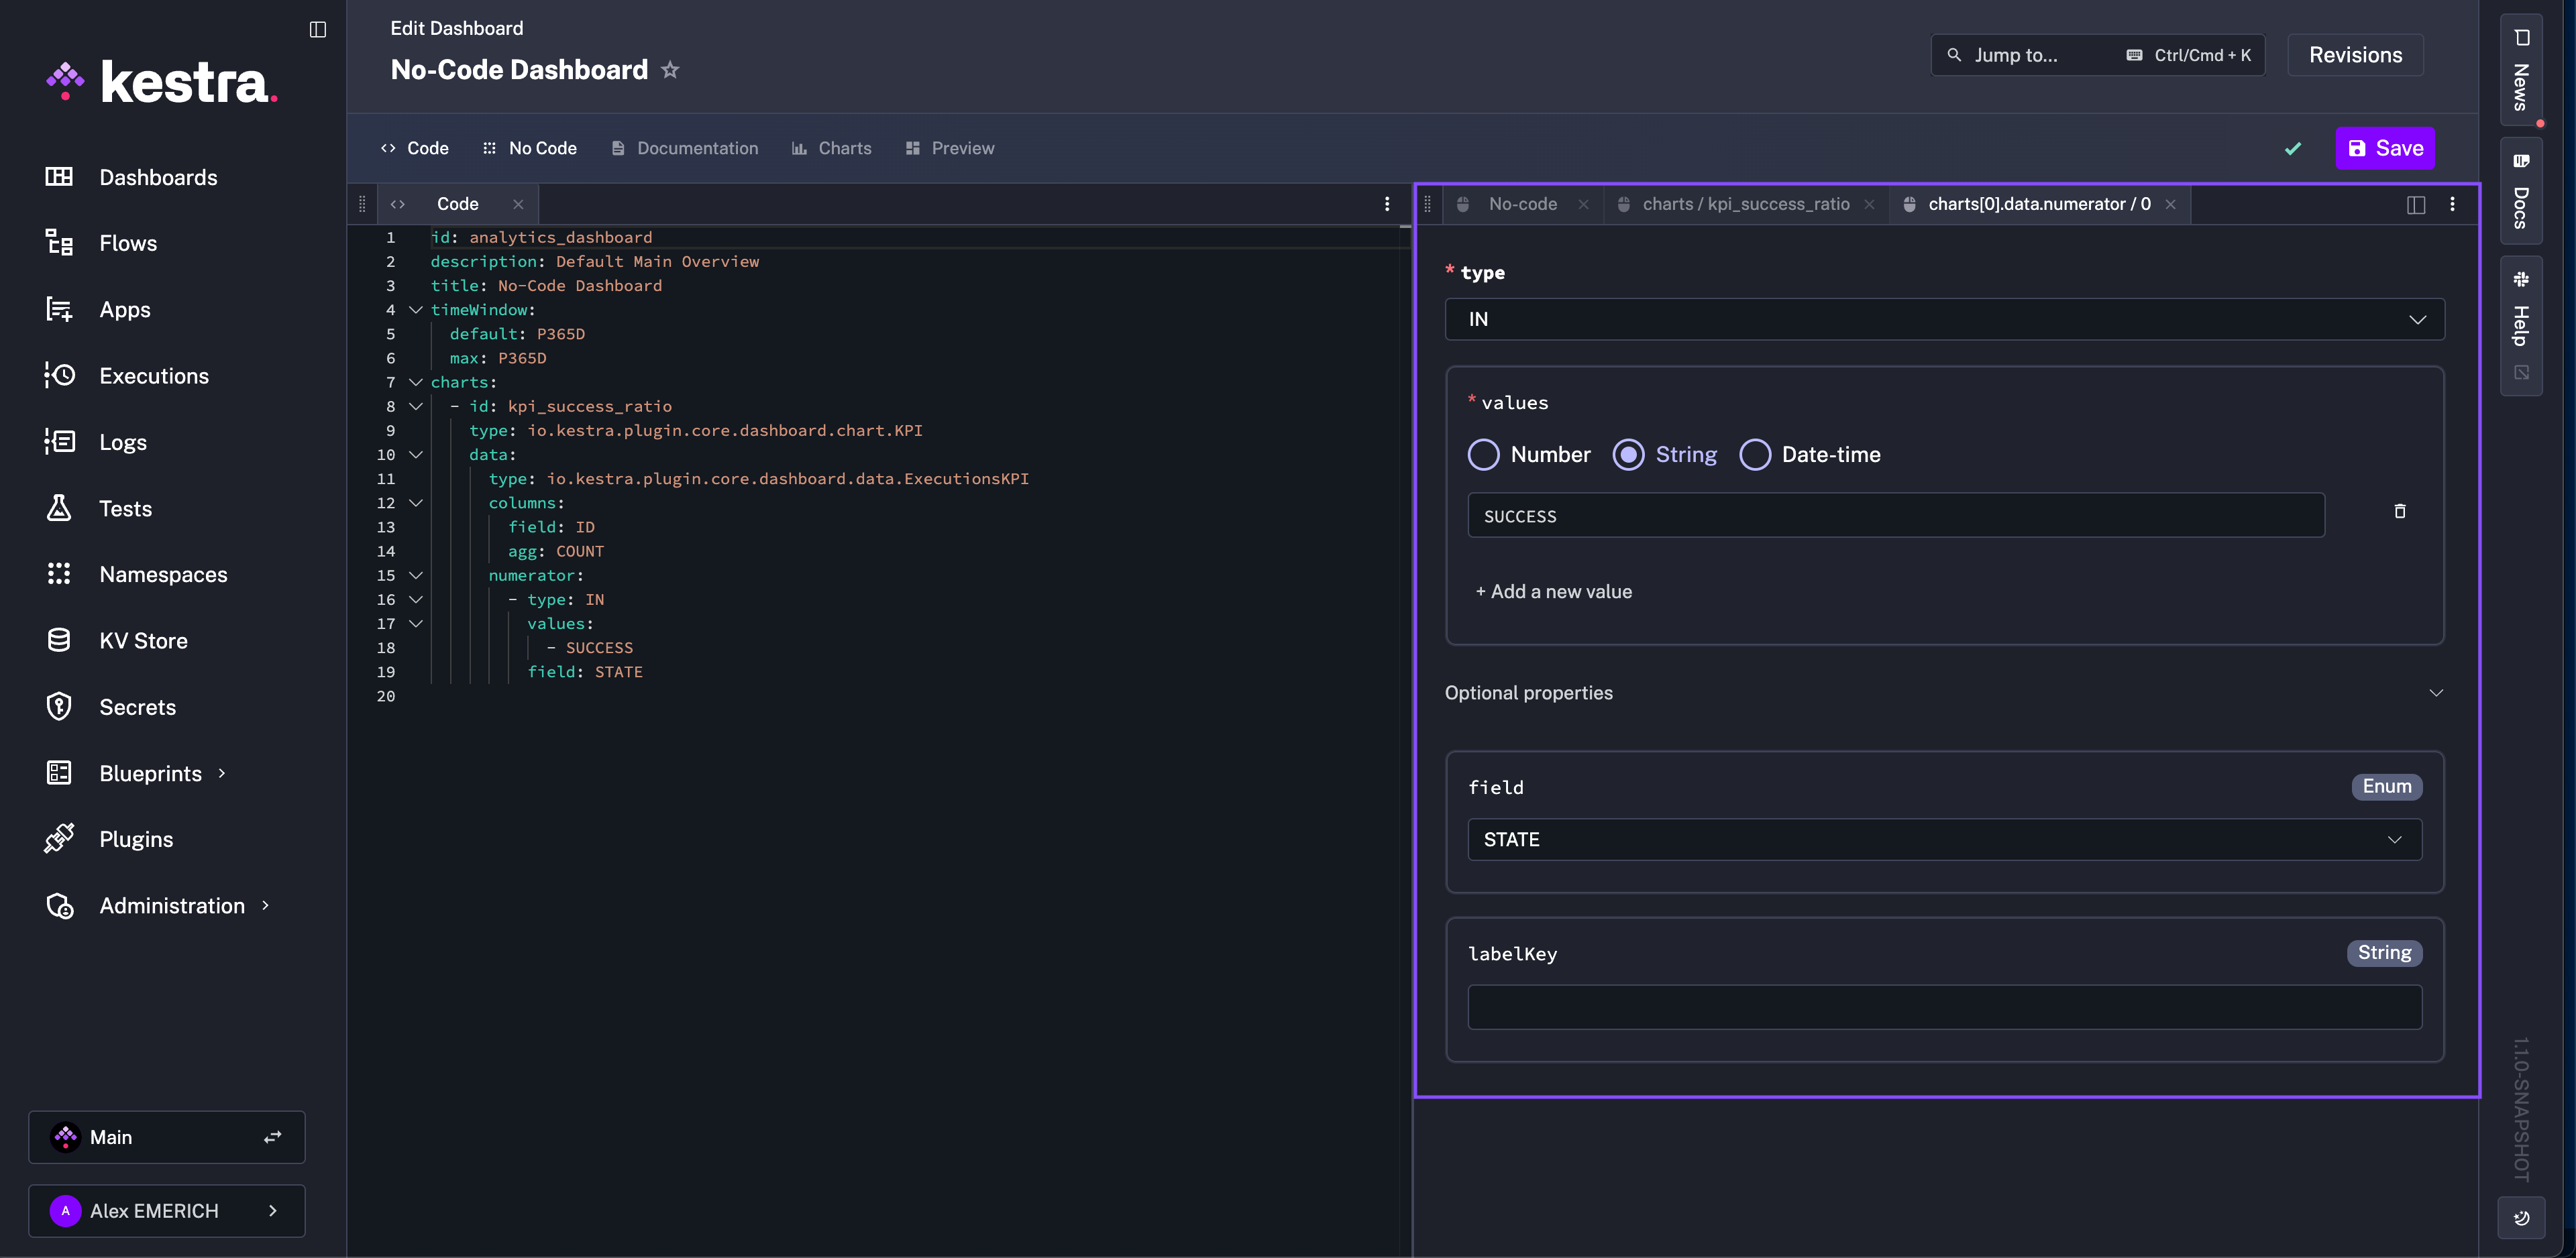 kestra.
Dashboards
Flows
Apps
Executions
Logs
Tests
Namespaces
KV Store
Secrets
Blueprints
Plugins
Administration
Main
A
Alex EMERICH
Edit Dashboard
No-Code Dashboard
Jump to...
Ctrl/Cmd + K
Revisions
Code
No Code
Documentation
Charts
Preview
Save
Code
1 id: analytics_dashboard
2 description: Default Main Overview
3 title: No-Code Dashboard
4 timeWindow:
5 default: P365D
6 max: P365D
7 charts:
8 - id: kpi_success_ratio
9 type: io.kestra.plugin.core.dashboard.chart.KPI
10 data:
11 type: io.kestra.plugin.core.dashboard.data.ExecutionsKPI
12 columns:
13 field: ID
14 agg: COUNT
15 numerator:
16 - type: IN
17 values:
18 - SUCCESS
19 field: STATE
20
No-code
charts / kpi_success_ratio
charts[0].data.numerator / 0
* type
IN
* values
Number
String
Date-time
SUCCESS
+ Add a new value
Optional properties
field
Enum
STATE
labelKey
String
News
Docs
Help
1.1.0-SNAPSHOT